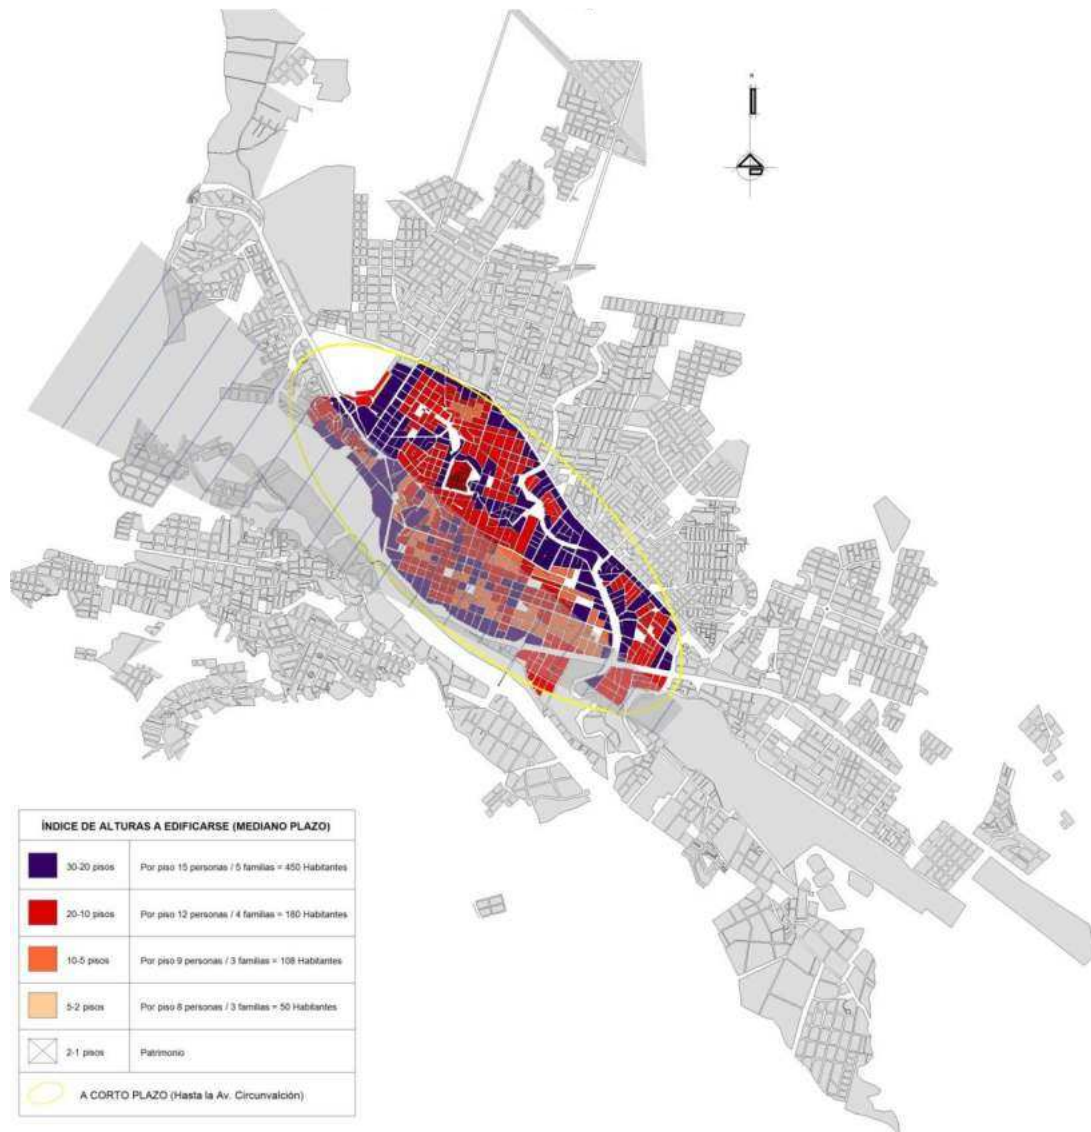 N
ÍNDICE DE ALTURAS A EDIFICARSE (MEDIANO PLAZO)
30-20 pisos Por piso 15 personas / 5 familias = 450 Habitantes
20-10 pisos Por piso 12 personas / 4 familias = 180 Habitantes
10-5 pisos Por piso 9 personas / 3 familias = 108 Habitantes
5-2 pisos Por piso 8 personas / 3 familias = 50 Habitantes
2-1 pisos Patrimonio
A CORTO PLAZO (Hasta la Av. Circunvalción)